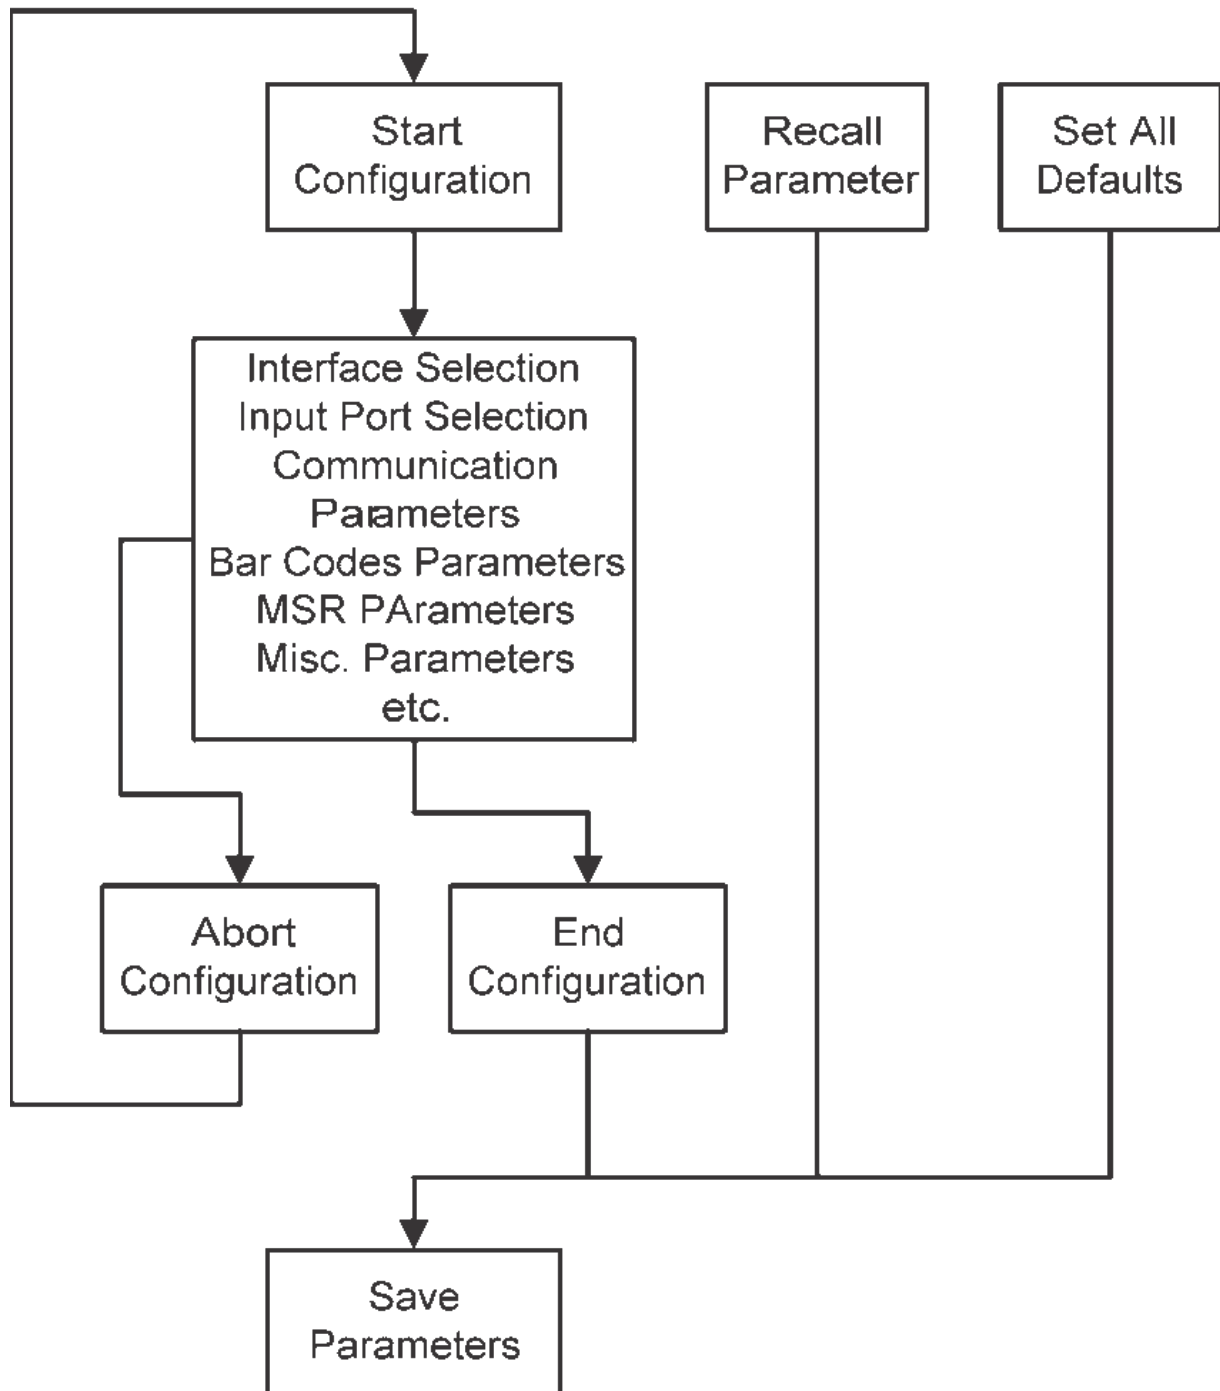 Start
Configuration
Recall
Parameter
Set All
Defaults
Interface Selection
Input Port Selection
Communication
Parameters
Bar Codes Parameters
MSR PArameters
Misc. Parameters
etc.
Abort
Configuration
End
Configuration
Save
Parameters